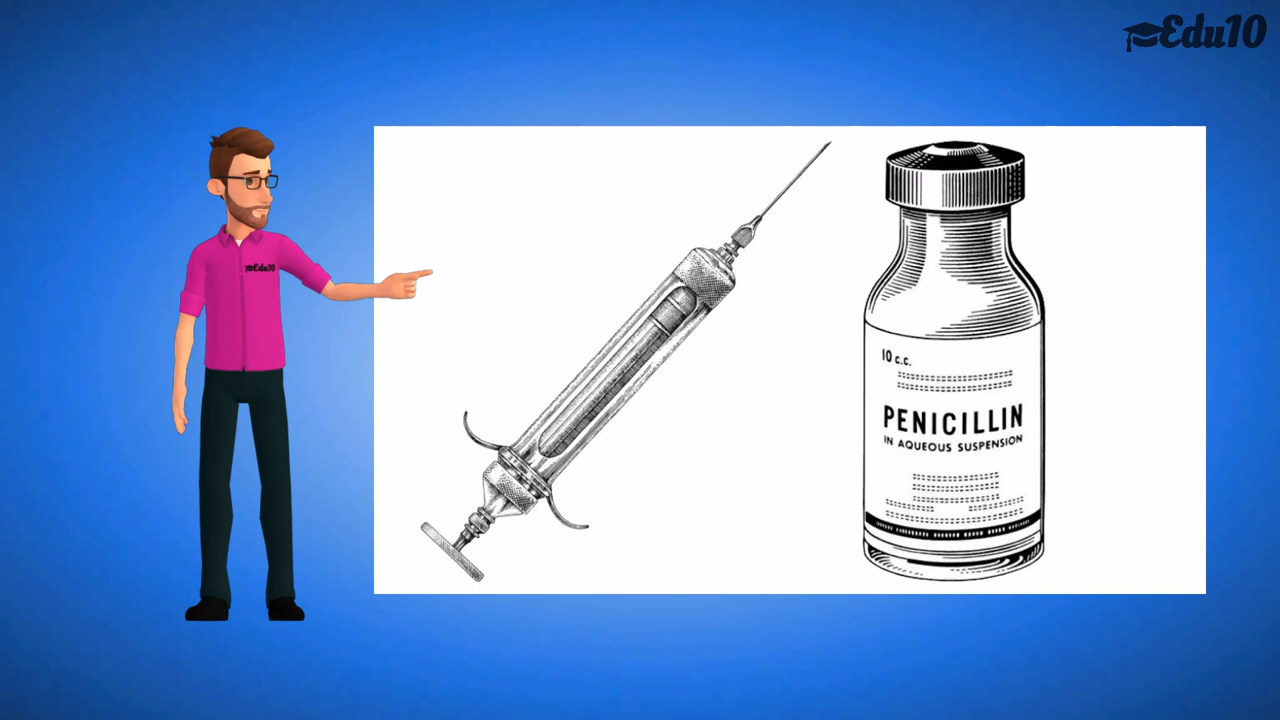 Edu10
Edu10
10 c.c.
PENICILLIN
IN AQUEOUS SUSPENSION